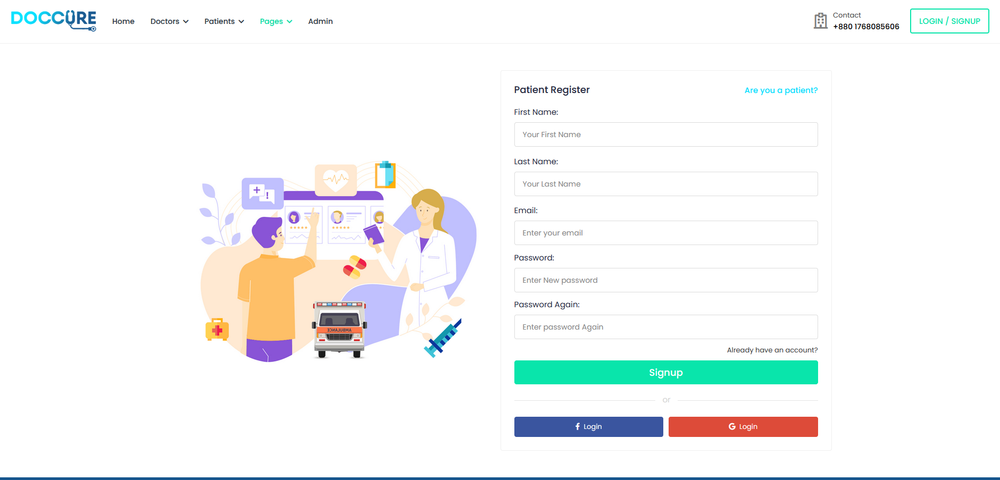 DOCCURE
Home Doctors Patients Pages Admin
Contact
+880 1768085606
LOGIN / SIGNUP
Patient Register
Are you a patient?
First Name:
Your First Name
Last Name:
Your Last Name
Email:
Enter your email
Password:
Enter New password
Password Again:
Enter password Again
Already have an account?
Signup
or
Login
Login
AMBULANCE